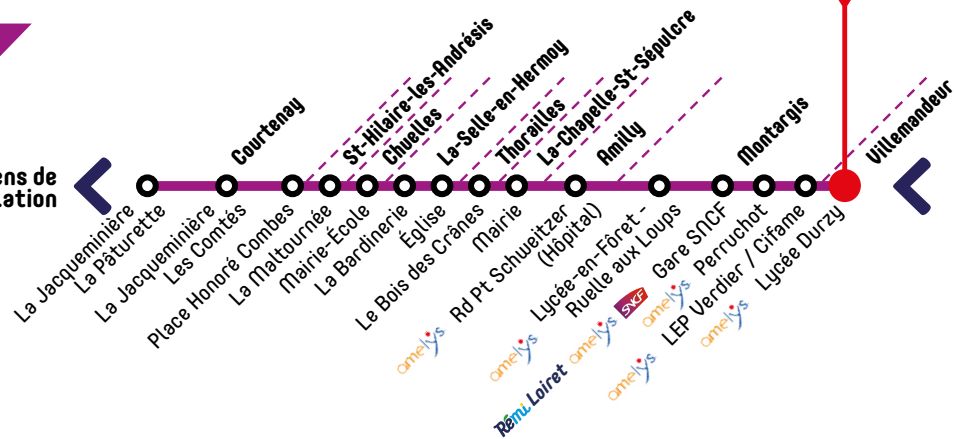 ens de
lation
Courtenay
St-Hilaire-les-Andrésis
Chuelles
La-Selle-en-Hermoy
Thorailles
La-Chapelle-St-Sépulcre
Amilly
Montargis
Villemandeur
La Jacqueminière
La Pâturette
La Jacqueminière
Les Comtés
Place Honoré Combes
La Maltournée
Mairie-École
La Bardinerie
Église
Le Bois des Crânes
Mairie
Rd Pt Schweitzer
(Hôpital)
amelys
Lycée-en-Fôret -
Ruelle aux Loups
amelys
Gare SNCF
SNCF
amelys
Rémi Loiret
Perruchot
amelys
LEP Verdier / Cifame
amelys
Lycée Durzy
amelys